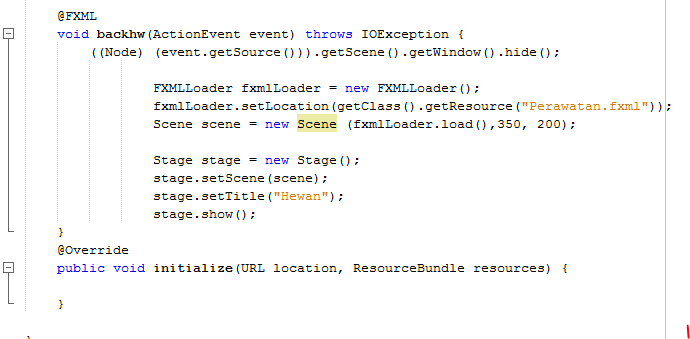 @FXML
void backhw(ActionEvent event) throws IOException {
((Node) (event.getSource())).getScene().getWindow().hide();
FXMLLoader fxmlLoader = new FXMLLoader();
fxmlLoader.setLocation(getClass().getResource("Perawatan.fxml"));
Scene scene = new Scene (fxmlLoader.load(),350, 200);
Stage stage = new Stage();
stage.setScene(scene);
stage.setTitle("Hewan");
stage.show();
}
@Override
public void initialize(URL location, ResourceBundle resources) {
}